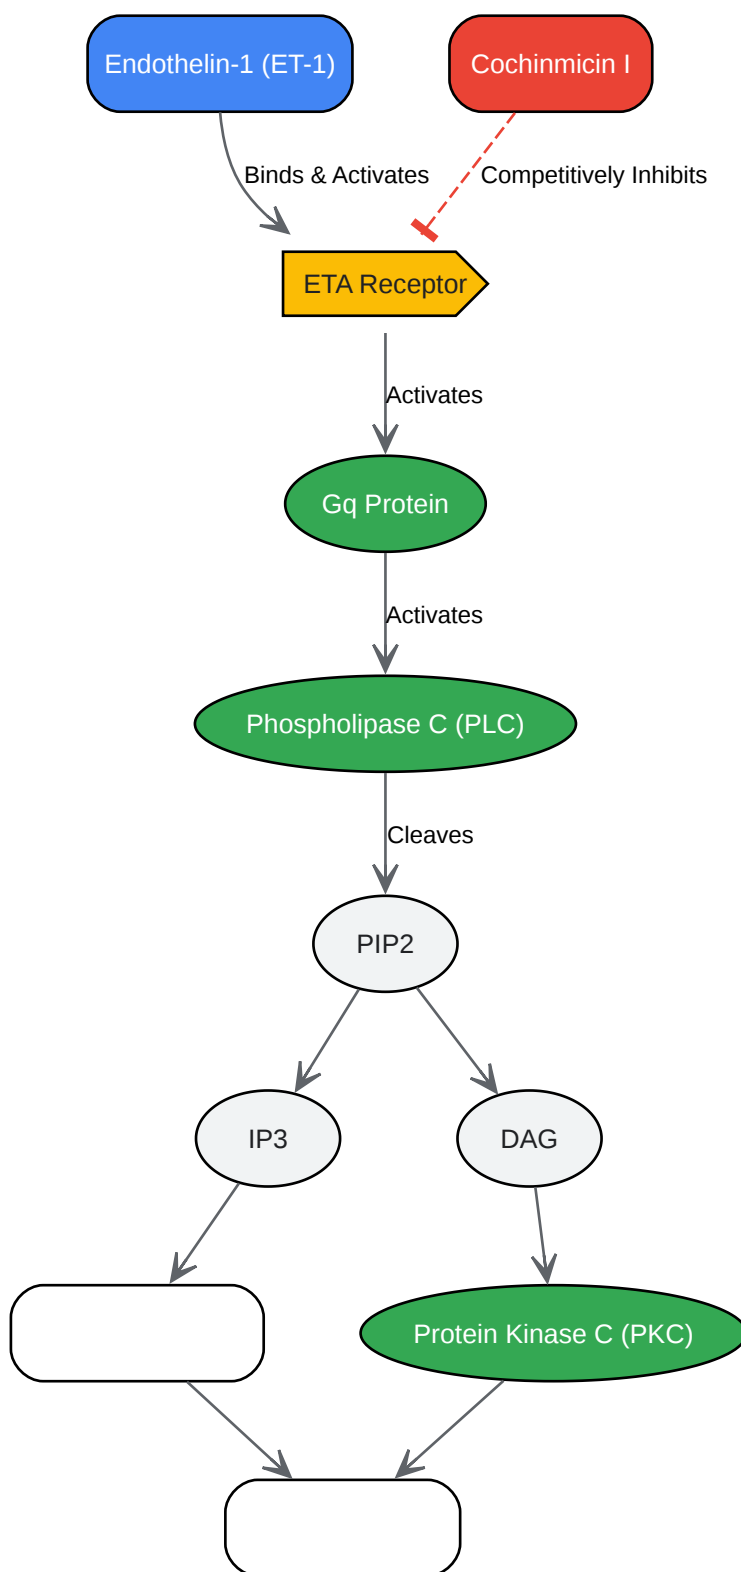 Endothelin-1 (ET-1)
Cochinmicin I
Binds & Activates
Competitively Inhibits
ETA Receptor
Activates
Gq Protein
Activates
Phospholipase C (PLC)
Cleaves
PIP2
IP3
DAG
Protein Kinase C (PKC)